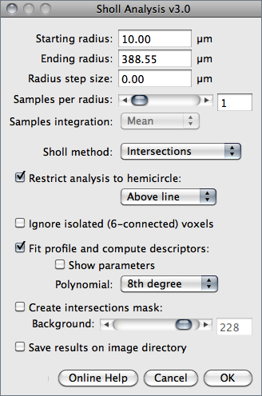 Sholl Analysis v3.0
Starting radius: 10.00 µm
Ending radius: 388.55 µm
Radius step size: 0.00 µm
Samples per radius: 1
Samples integration: Mean
Sholl method: Intersections
Restrict analysis to hemicircle:
Above line
Ignore isolated (6-connected) voxels
Fit profile and compute descriptors:
Show parameters
Polynomial: 8th degree
Create intersections mask:
Background: 228
Save results on image directory
Online Help Cancel OK